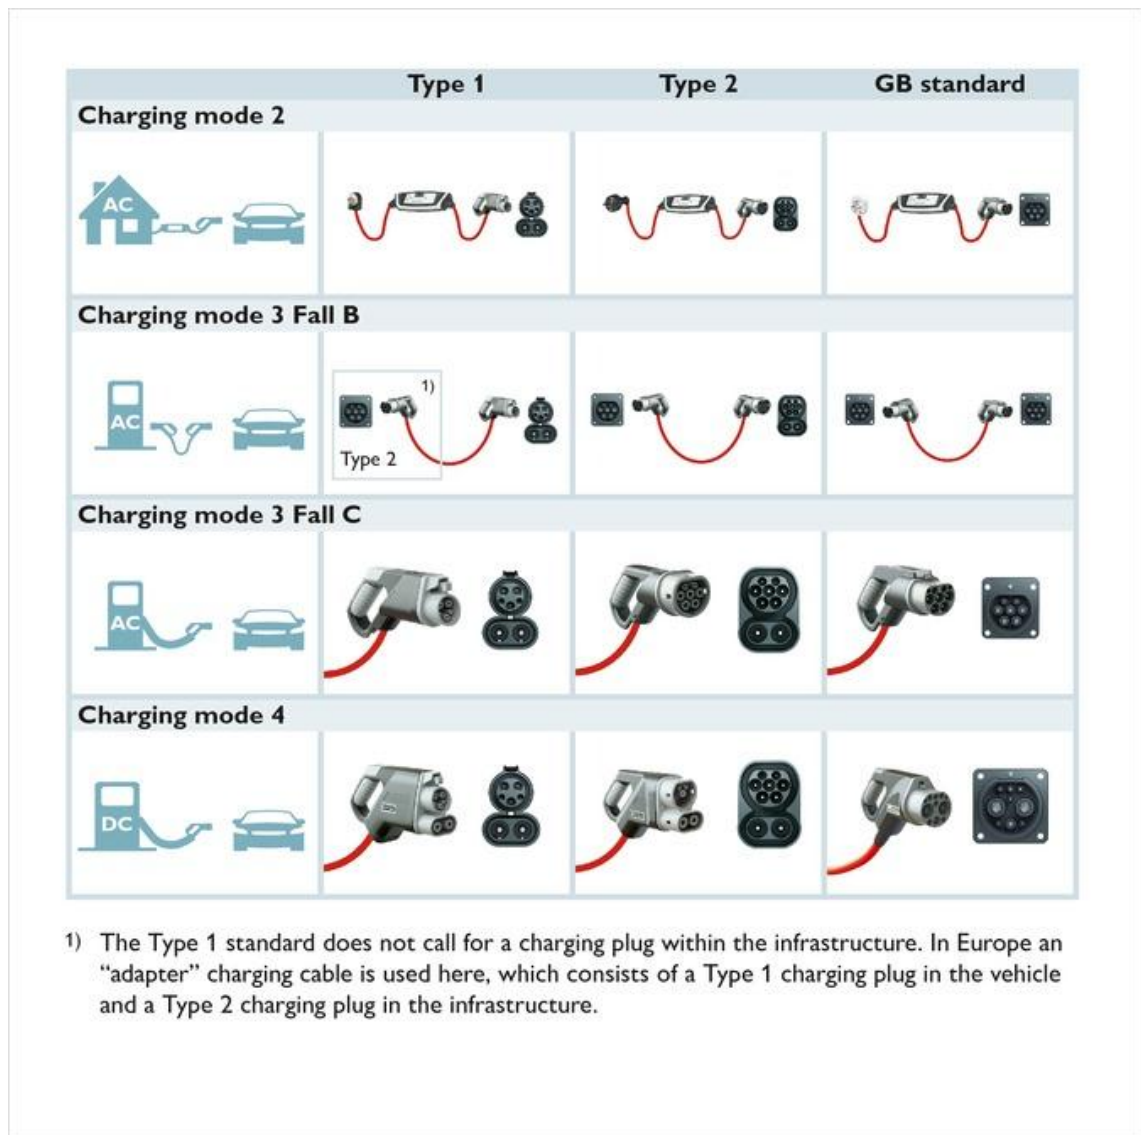 Type 1 Type 2 GB standard
Charging mode 2
AC
Charging mode 3 Fall B
1)
AC
Type 2
Charging mode 3 Fall C
AC
Charging mode 4
DC
1) The Type 1 standard does not call for a charging plug within the infrastructure. In Europe an
“adapter” charging cable is used here, which consists of a Type 1 charging plug in the vehicle
and a Type 2 charging plug in the infrastructure.